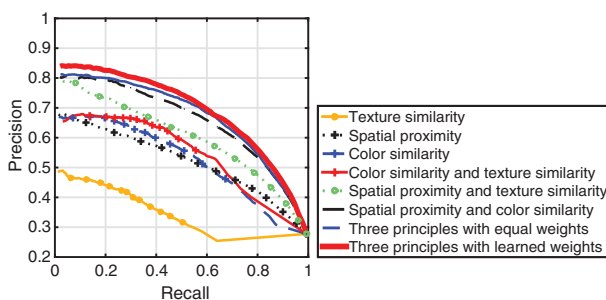 1
0.9
0.8
0.7
0.6
0.5
0.4
0.3
0.2
Precision
0 0.2 0.4 0.6 0.8 1
Recall
Texture similarity
Spatial proximity
Color similarity
Color similarity and texture similarity
Spatial proximity and texture similarity
Spatial proximity and color similarity
Three principles with equal weights
Three principles with learned weights